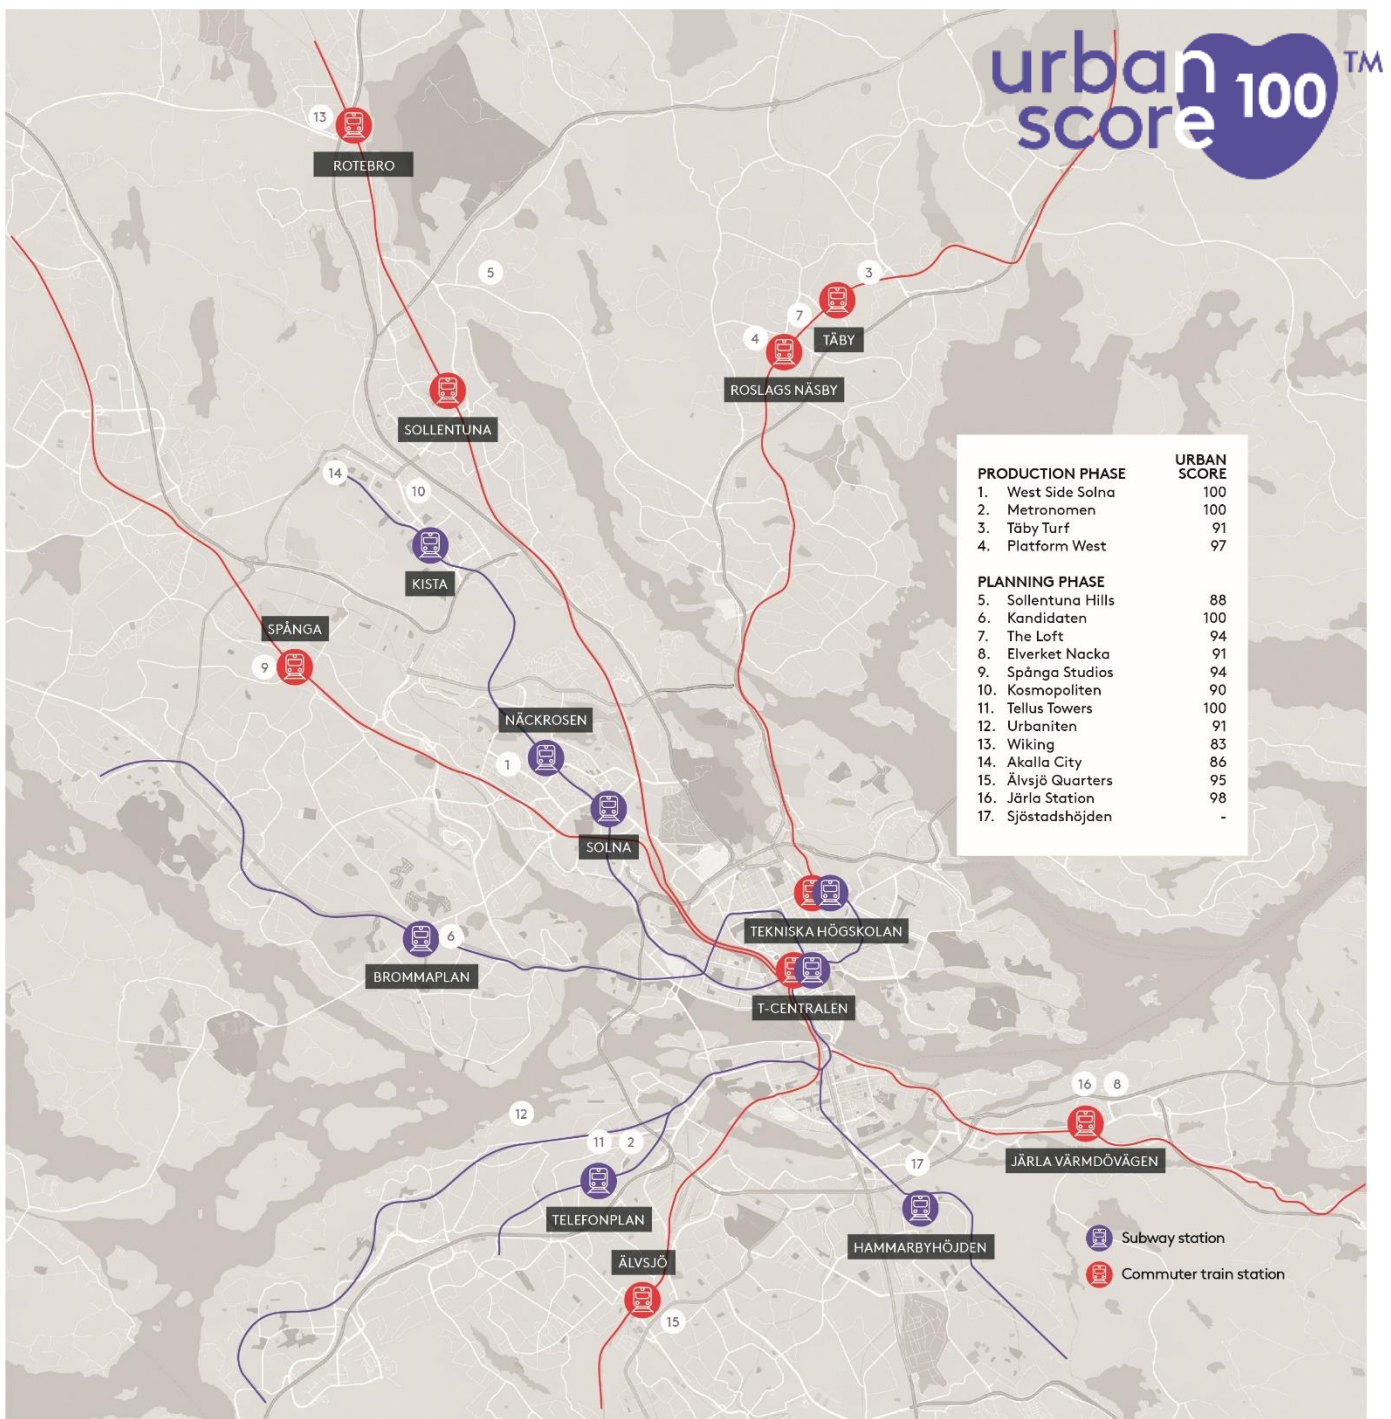 urban
score 100 TM
13
ROTEBRO
5
3
7
4
TÄBY
ROSLAGS NÄSBY
SOLLENTUNA
14
10
KISTA
SPÅNGA
9
NÄCKROSEN
1
SOLNA
PRODUCTION PHASE URBAN SCORE
1. West Side Solna 100
2. Metronomen 100
3. Täby Turf 91
4. Platform West 97
PLANNING PHASE
5. Sollentuna Hills 88
6. Kandidaten 100
7. The Loft 94
8. Elverket Nacka 91
9. Spånga Studios 94
10. Kosmopoliten 90
11. Tellus Towers 100
12. Urbaniten 91
13. Wiking 83
14. Akalla City 86
15. Älvsjö Quarters 95
16. Järla Station 98
17. Sjöstadshöjden -
TEKNISKA HÖGSKOLAN
6
BROMMAPLAN
T-CENTRALEN
16 8
12
11 2
17
JÄRLA VÄRMDÖVÄGEN
TELEFONPLAN
HAMMARBYHÖJDEN
ÄLVSJÖ
15
Subway station
Commuter train station